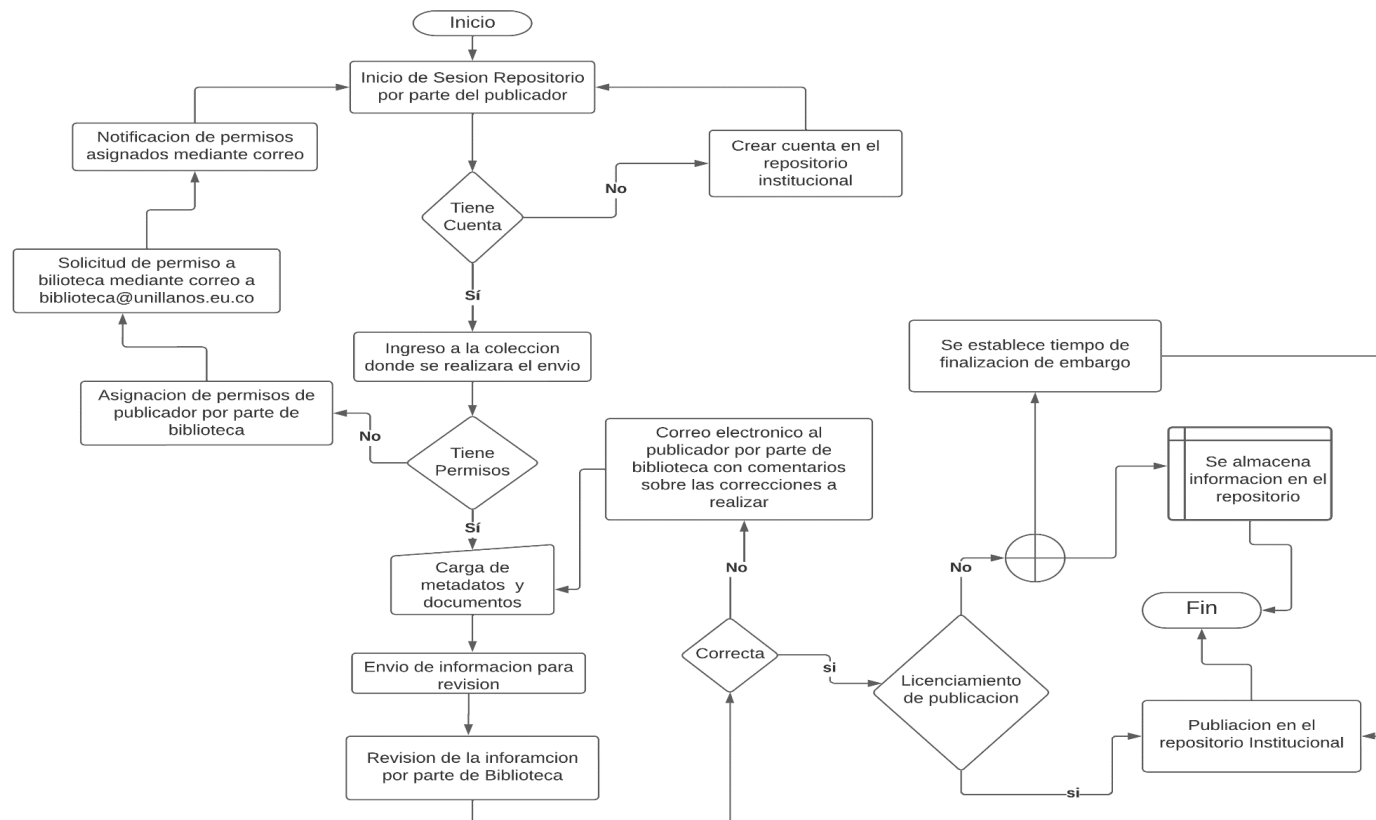 Inicio
Inicio de Sesion Repositorio
por parte del publicador
Notificacion de permisos
asignados mediante correo
Crear cuenta en el
repositorio
institucional
No
Tiene
Cuenta
Solicitud de permiso a
bilioteca mediante correo a
biblioteca@unillanos.eu.co
Sí
Ingreso a la coleccion
donde se realizara el envio
Se establece tiempo de
finalizacion de embargo
Asignacion de permisos de
publicador por parte de
biblioteca
No
Tiene
Permisos
Correo electronico al
publicador por parte de
biblioteca con comentarios
sobre las correcciones a
realizar
Se almacena
informacion en el
repositorio
Sí
Carga de
metadatos y
documentos
No
No
Fin
Correcta
si
Licenciamiento
de publicacion
Envio de informacion para
revision
Publiacion en el
repositorio Institucional
Revision de la inforamcion
por parte de Biblioteca
si